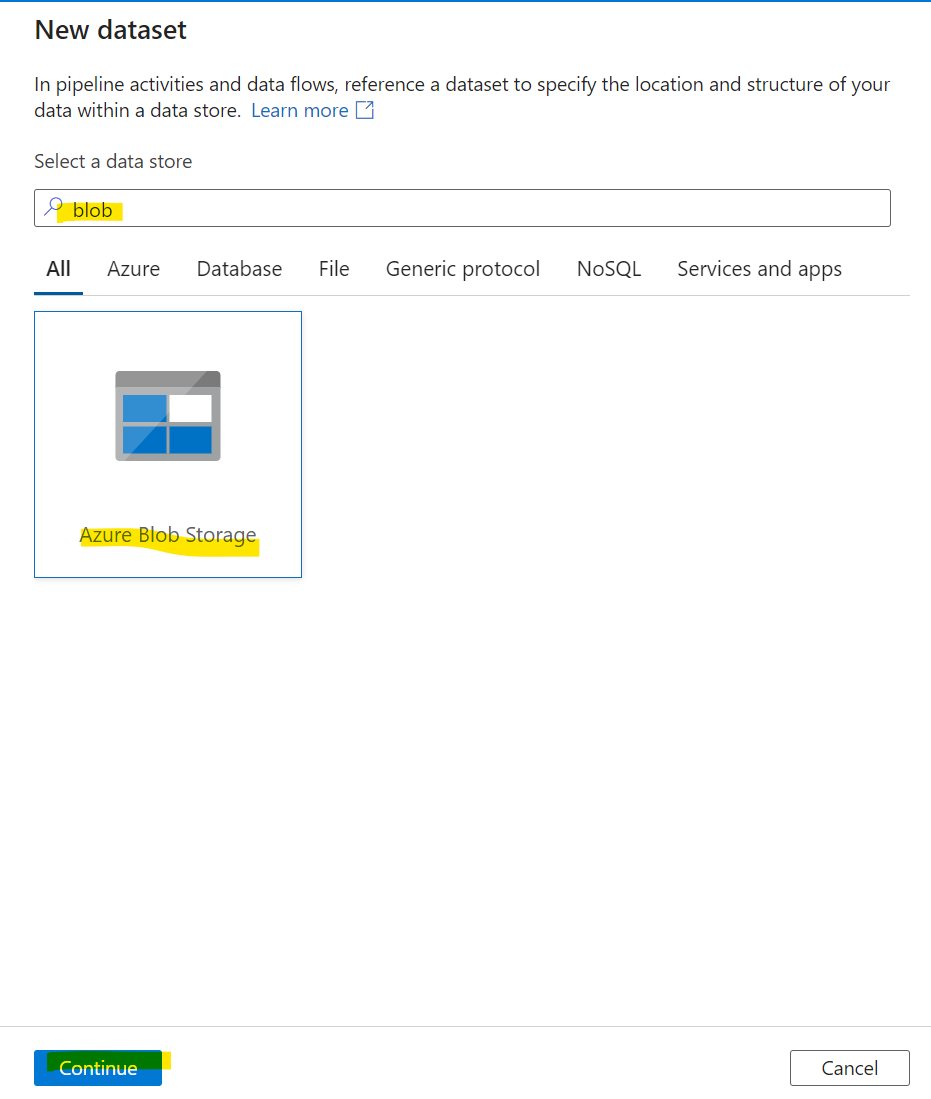 New dataset
In pipeline activities and data flows, reference a dataset to specify the location and structure of your
data within a data store. Learn more
Select a data store
blob
All Azure Database File Generic protocol NoSQL Services and apps
Azure Blob Storage
Continue Cancel